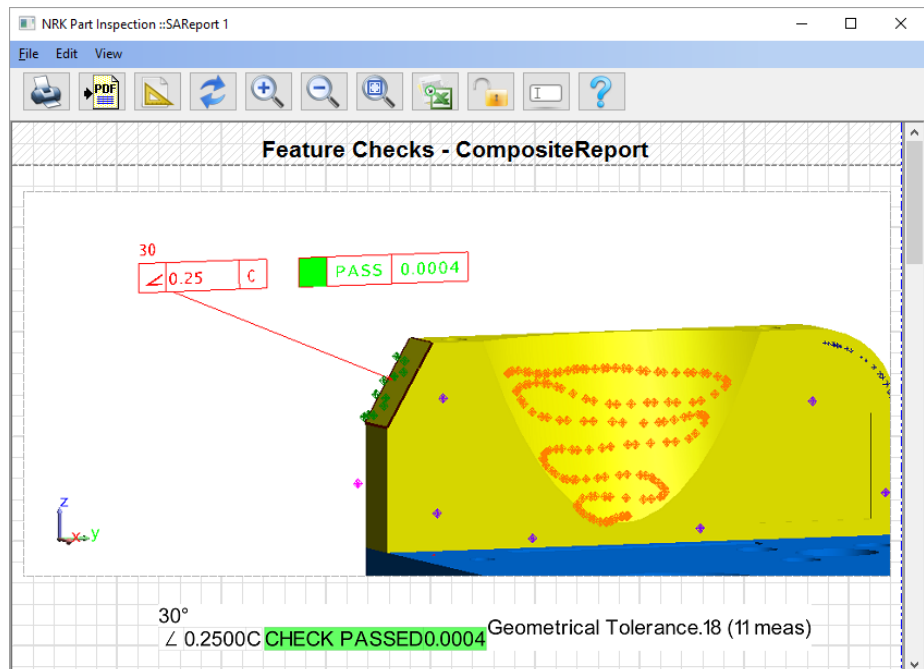 NRK Part Inspection ::SAReport 1
File Edit View
PDF
Feature Checks - CompositeReport
30
∠ 0.25 C PASS 0.0004
z
x y
30°
∠ 0.2500C CHECK PASSED0.0004 Geometrical Tolerance.18 (11 meas)